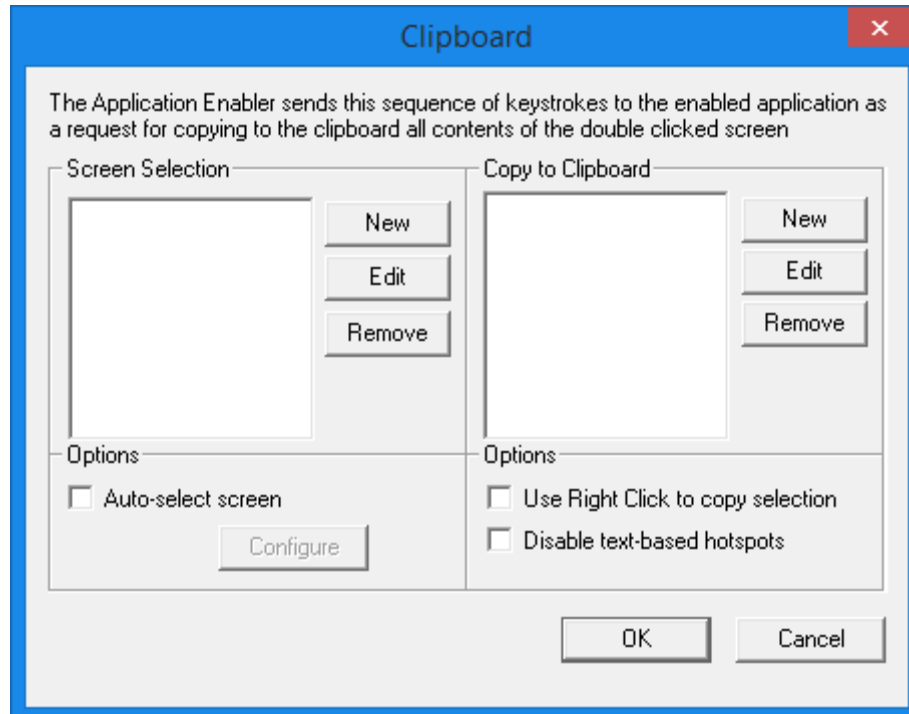 Clipboard
The Application Enabler sends this sequence of keystrokes to the enabled application as
a request for copying to the clipboard all contents of the double clicked screen
Screen Selection
New
Edit
Remove
Options
Auto-select screen
Configure
Copy to Clipboard
New
Edit
Remove
Options
Use Right Click to copy selection
Disable text-based hotspots
OK
Cancel